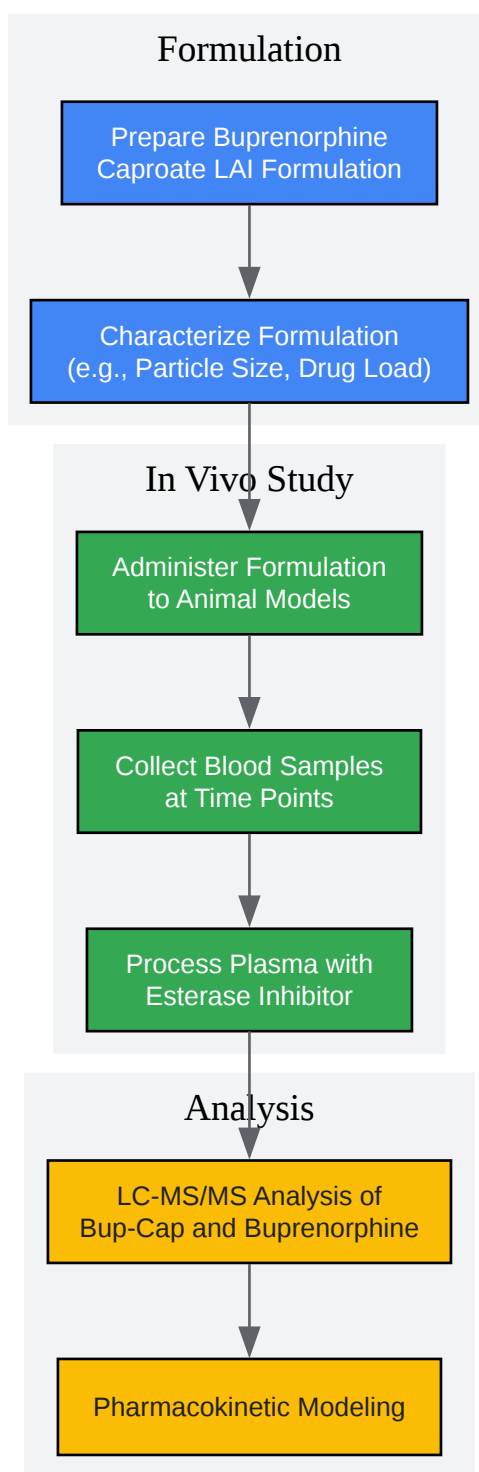 Formulation
Prepare Buprenorphine
Caproate LAI Formulation
Characterize Formulation
(e.g., Particle Size, Drug Load)
In Vivo Study
Administer Formulation
to Animal Models
Collect Blood Samples
at Time Points
Process Plasma with
Esterase Inhibitor
Analysis
LC-MS/MS Analysis of
Bup-Cap and Buprenorphine
Pharmacokinetic Modeling